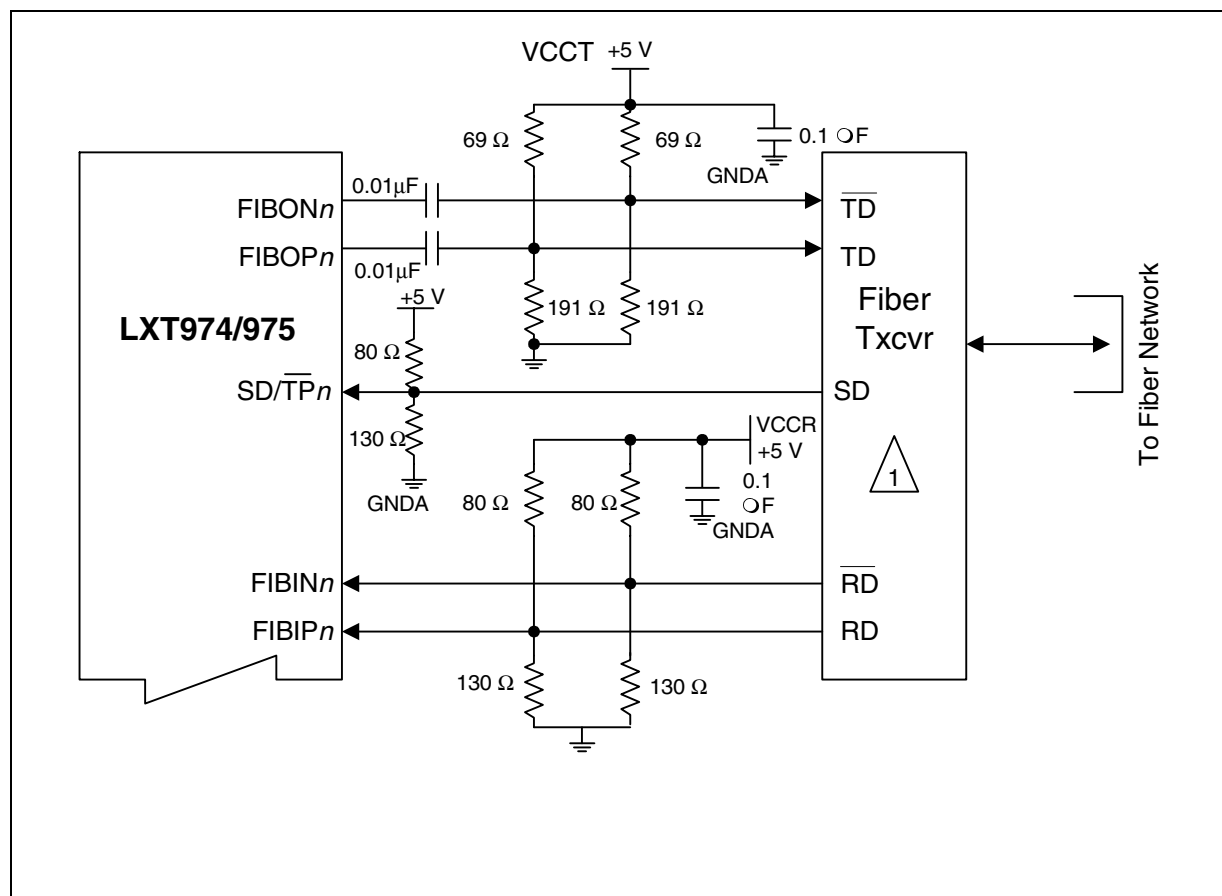 VCCT +5 V
69 Ω
69 Ω
0.1 ❍F
GNDA
0.01µF
FIBONn
TD
FIBOPn
TD
0.01µF
+5 V
191 Ω
191 Ω
Fiber
Txcvr
LXT974/975
80 Ω
SD/TPn
SD
130 Ω
GNDA
VCCR
+5 V
0.1
❍F
GNDA
80 Ω
80 Ω
1
To Fiber Network
FIBINn
RD
FIBIPn
RD
130 Ω
130 Ω